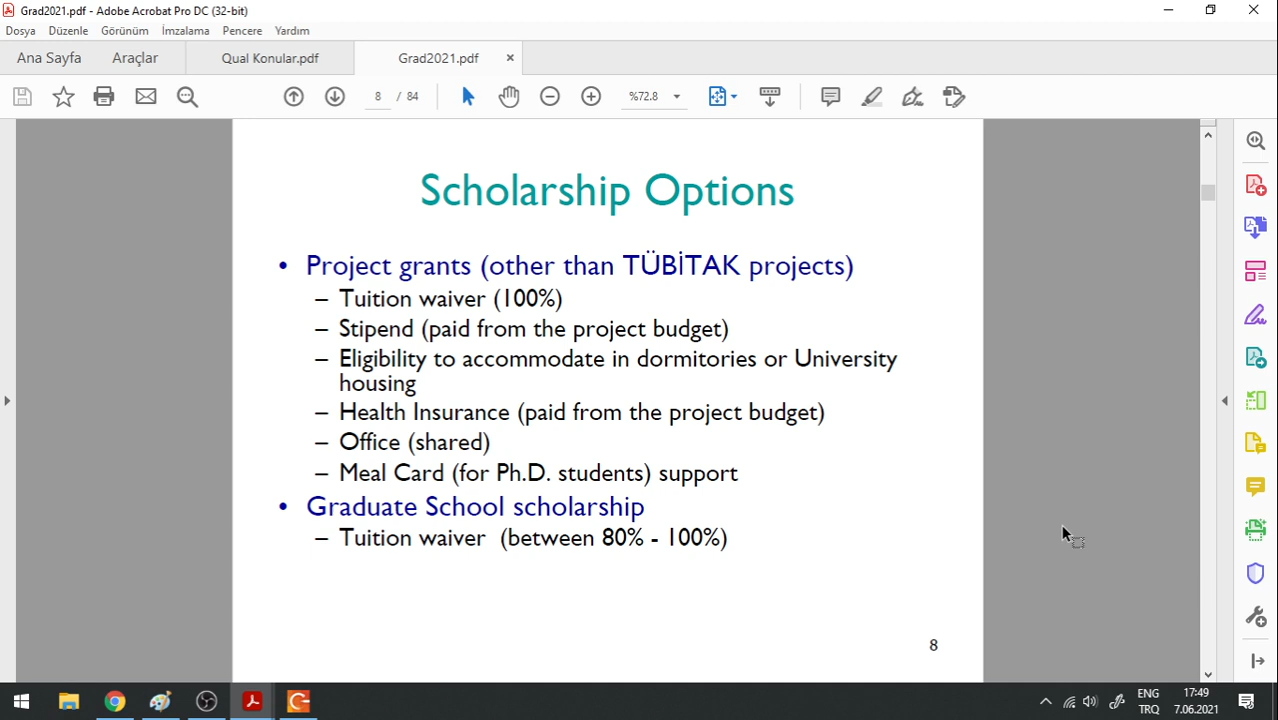 Grad2021.pdf - Adobe Acrobat Pro DC (32-bit)
Dosya Düzenle Görünüm İmzalama Pencere Yardım
Ana Sayfa Araçlar Qual Konular.pdf Grad2021.pdf ×
8 / 84 %72.8
Scholarship Options
• Project grants (other than TÜBİTAK projects)
– Tuition waiver (100%)
– Stipend (paid from the project budget)
– Eligibility to accommodate in dormitories or University
housing
– Health Insurance (paid from the project budget)
– Office (shared)
– Meal Card (for Ph.D. students) support
• Graduate School scholarship
– Tuition waiver (between 80% - 100%)
8
ENG 17:49
TRQ 7.06.2021